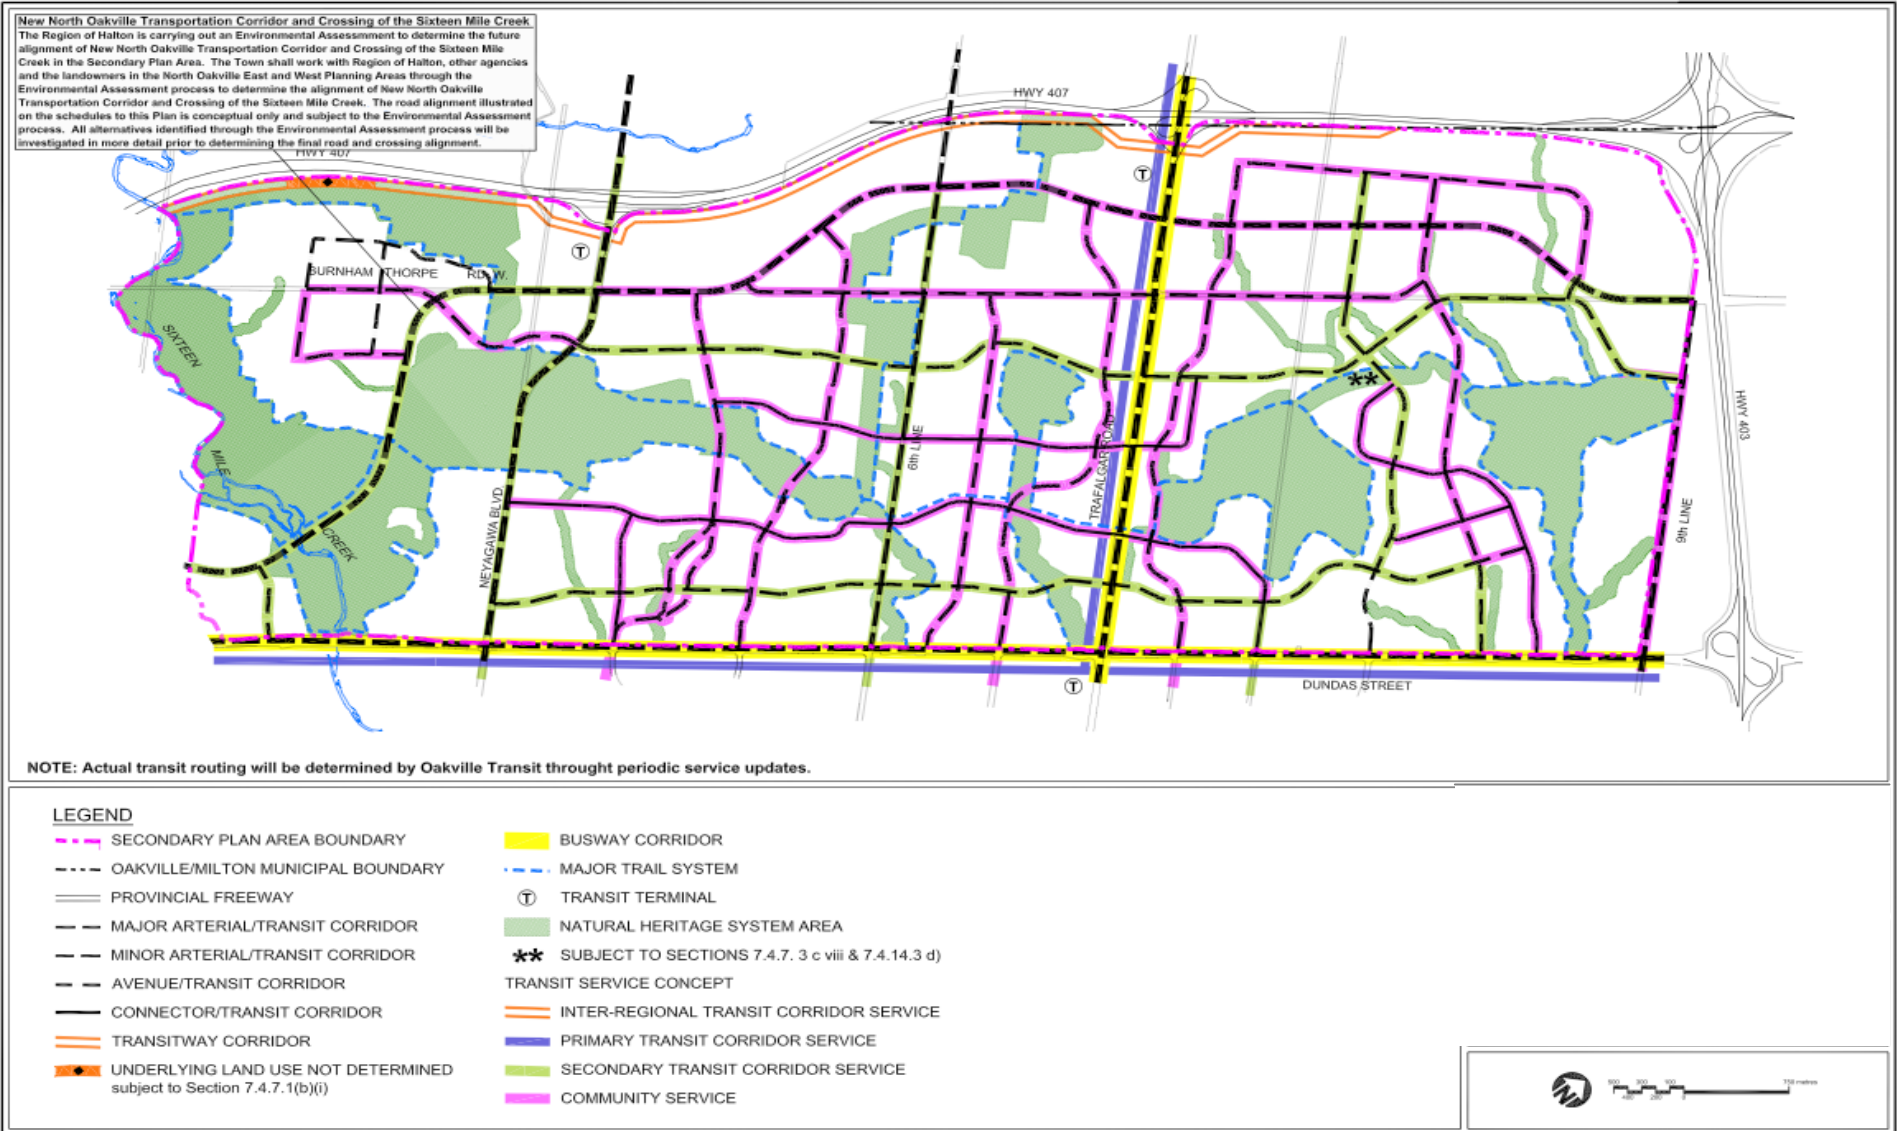 New North Oakville Transportation Corridor and Crossing of the Sixteen Mile Creek
The Region of Halton is carrying out an Environmental Assessmment to determine the future
alignment of New North Oakville Transportation Corridor and Crossing of the Sixteen Mile
Creek in the Secondary Plan Area. The Town shall work with Region of Halton, other agencies
and the landowners in the North Oakville East and West Planning Areas through the
Environmental Assessment process to determine the alignment of New North Oakville
Transportation Corridor and Crossing of the Sixteen Mile Creek. The road alignment illustrated
on the schedules to this Plan is conceptual only and subject to the Environmental Assessment
process. All alternatives identified through the Environmental Assessment process will be
investigated in more detail prior to determining the final road and crossing alignment.
HWY 407
HWY 407
T
T
BURNHAM THORPE RD. W.
SIXTEEN
MILE
CREEK
NEYAGAWA BLVD.
6th LINE
TRAFALGAR ROAD
**
HWY 403
9th LINE
T
DUNDAS STREET
NOTE: Actual transit routing will be determined by Oakville Transit throught periodic service updates.
LEGEND
SECONDARY PLAN AREA BOUNDARY
OAKVILLE/MILTON MUNICIPAL BOUNDARY
PROVINCIAL FREEWAY
MAJOR ARTERIAL/TRANSIT CORRIDOR
MINOR ARTERIAL/TRANSIT CORRIDOR
AVENUE/TRANSIT CORRIDOR
CONNECTOR/TRANSIT CORRIDOR
TRANSITWAY CORRIDOR
UNDERLYING LAND USE NOT DETERMINED
subject to Section 7.4.7.1(b)(i)
BUSWAY CORRIDOR
MAJOR TRAIL SYSTEM
T TRANSIT TERMINAL
NATURAL HERITAGE SYSTEM AREA
** SUBJECT TO SECTIONS 7.4.7. 3 c viii & 7.4.14.3 d)
TRANSIT SERVICE CONCEPT
INTER-REGIONAL TRANSIT CORRIDOR SERVICE
PRIMARY TRANSIT CORRIDOR SERVICE
SECONDARY TRANSIT CORRIDOR SERVICE
COMMUNITY SERVICE
500 300 100 750 metres
400 200 0